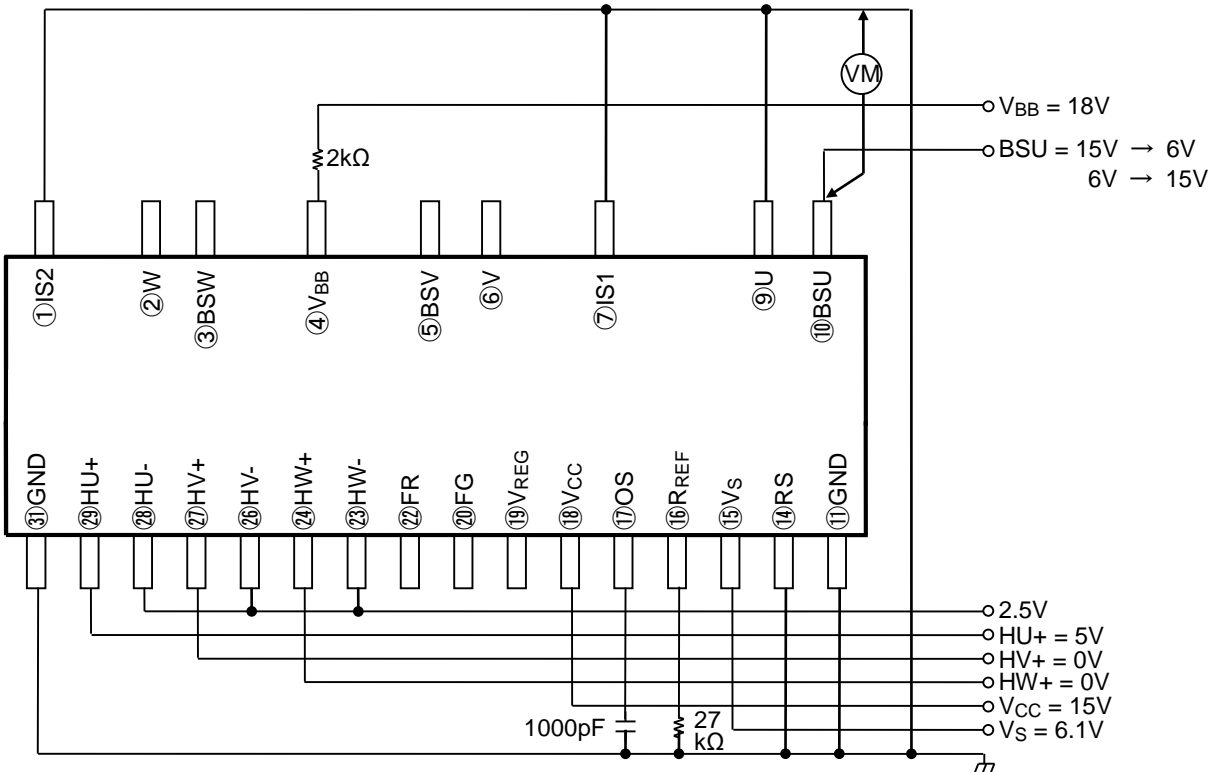 VM
VBB = 18V
2kΩ
BSU = 15V → 6V
6V → 15V
①IS2
②W
③BSW
④VBB
⑤BSV
⑥V
⑦IS1
⑨U
⑩BSU
㉛GND
㉙HU+
㉘HU-
㉗HV+
㉖HV-
㉔HW+
㉓HW-
㉒FR
⑳FG
⑲VREG
⑱VCC
⑰OS
⑯RREF
⑮VS
⑭RS
⑪GND
2.5V
HU+ = 5V
HV+ = 0V
HW+ = 0V
VCC = 15V
VS = 6.1V
1000pF
27
kΩ